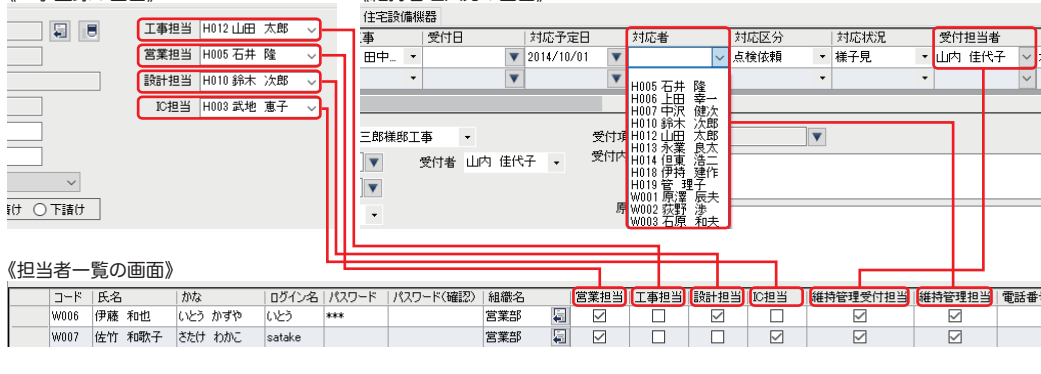 工事担当 H012 山田 太郎
営業担当 H005 石井 隆
設計担当 H010 鈴木 次郎
IC担当 H003 武地 恵子
下請け
住宅設備機器
受付日 対応予定日 対応者 対応区分 対応状況 受付担当者
田中... 2014/10/01 点検依頼 様子見 山内 佳代子
H005 石井 隆
H006 上田 幸一
H007 中沢 健次
H010 鈴木 次郎
H012 山田 太郎
H013 永業 良太
H014 但東 浩二
H018 伊持 建作
H019 管 理子
W001 原澤 辰夫
W002 荻野 渉
W003 石原 和夫
三郎様邸工事
受付者 山内 佳代子
《担当者一覧の画面》
コード 氏名 かな ログイン名 パスワード パスワード(確認) 組織名 営業担当 工事担当 設計担当 IC担当 維持管理受付担当 維持管理担当 電話番
W006 伊藤 和也 いとう かずや いとう *** 営業部
W007 佐竹 和歌子 さたけ わかこ satake 営業部